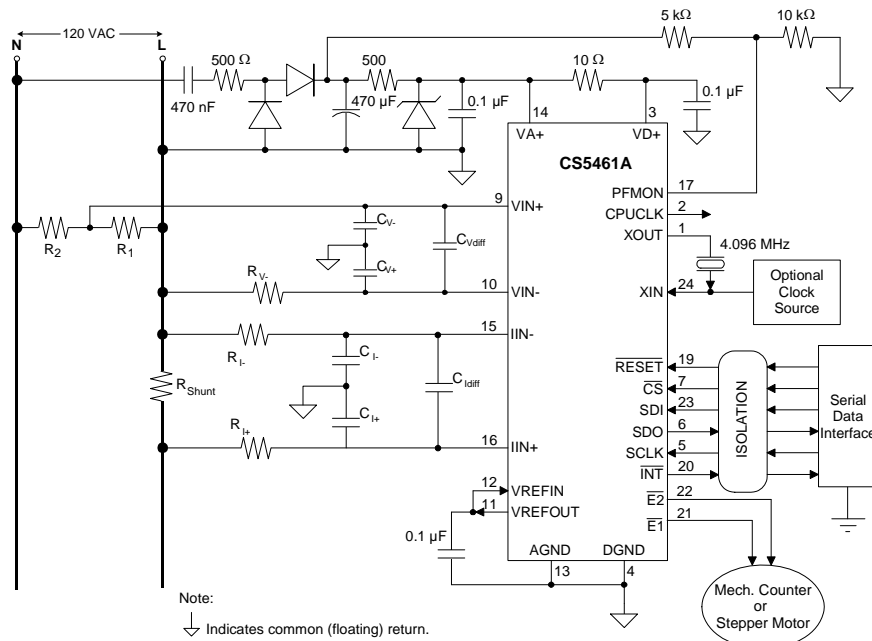 5 kΩ
10 kΩ
120 VAC
N
L
500 Ω
500
10 Ω
470 nF
470 µF
0.1 µF
0.1 µF
14
3
VA+
VD+
CS5461A
PFMON
17
CPUCLK
2
XOUT
1
4.096 MHz
XIN
24
Optional
Clock
Source
9
VIN+
R2
R1
CV-
CVdiff
CV+
RV-
10
VIN-
15
IIN-
RI-
CI-
CIdiff
RShunt
CI+
RI+
16
IIN+
RESET
19
CS
7
SDI
23
SDO
6
SCLK
5
INT
20
ISOLATION
Serial
Data
Interface
E2
22
E1
21
12
VREFIN
11
VREFOUT
0.1 µF
AGND
DGND
13
4
Mech. Counter
or
Stepper Motor
Note:
Indicates common (floating) return.